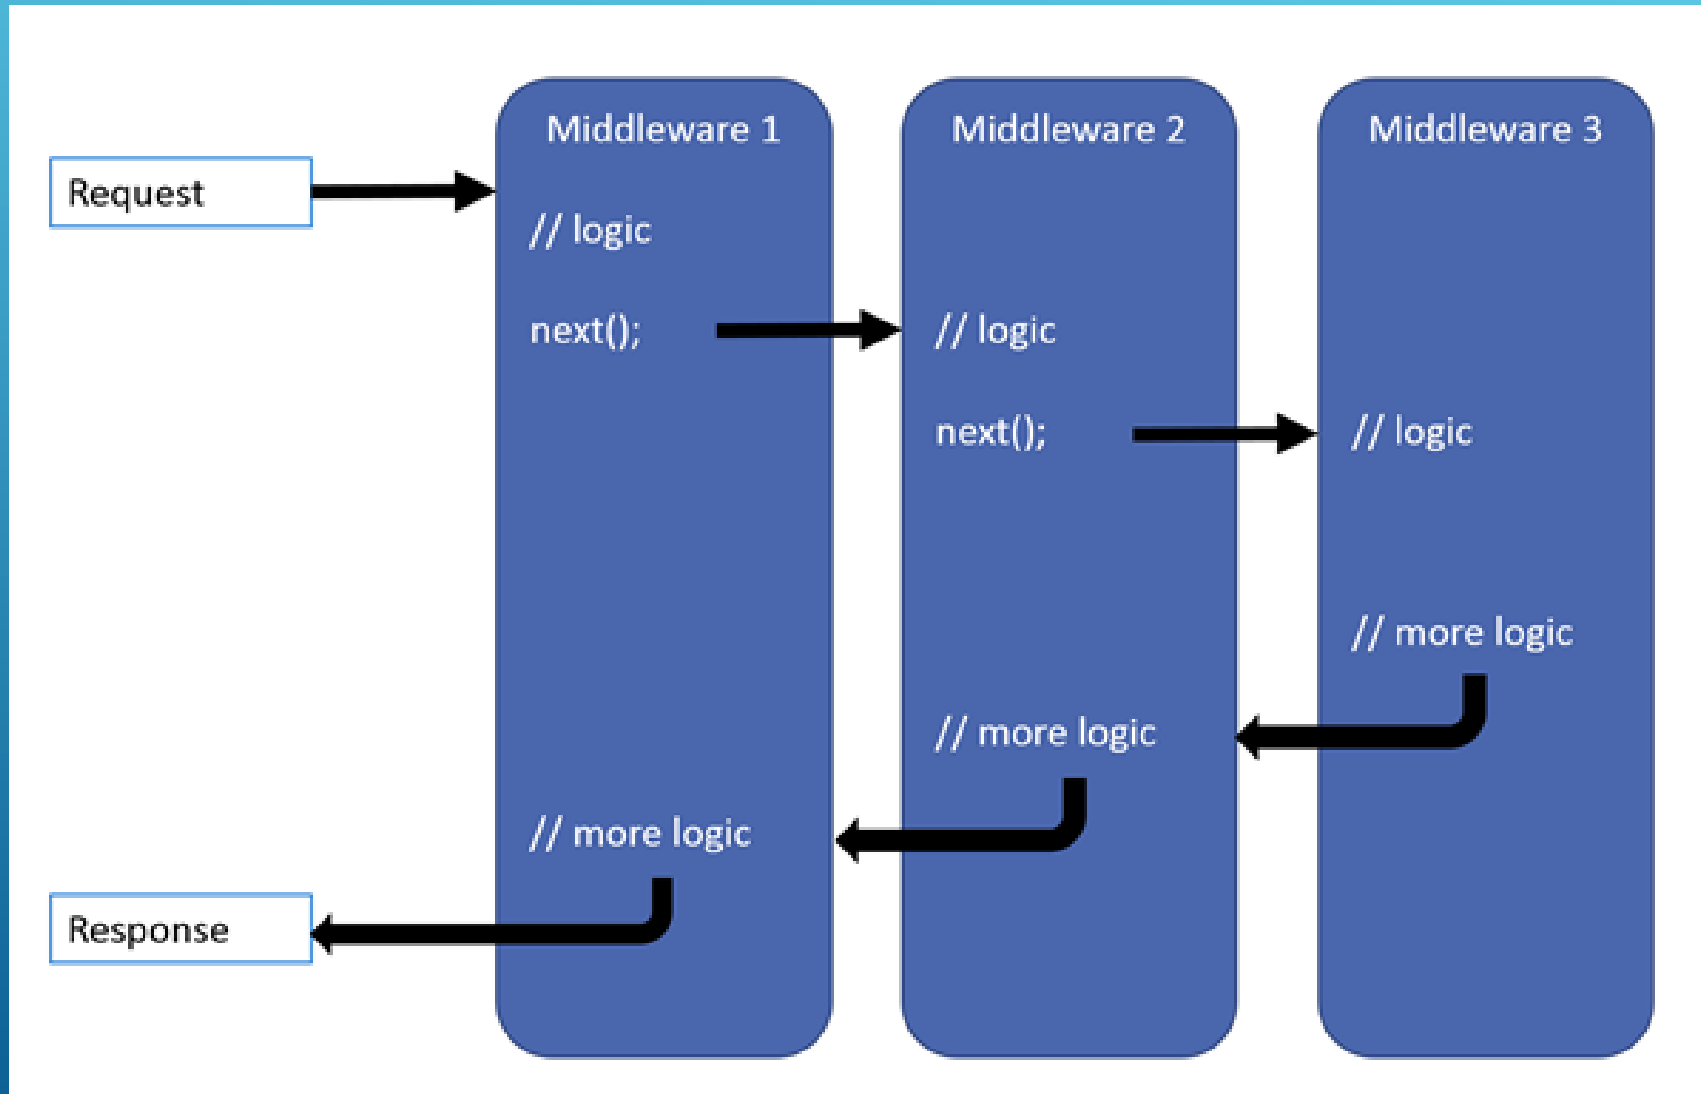 Middleware 1
Middleware 2
Middleware 3
Request
// logic
next();
// logic
next();
// logic
// more logic
// more logic
// more logic
Response